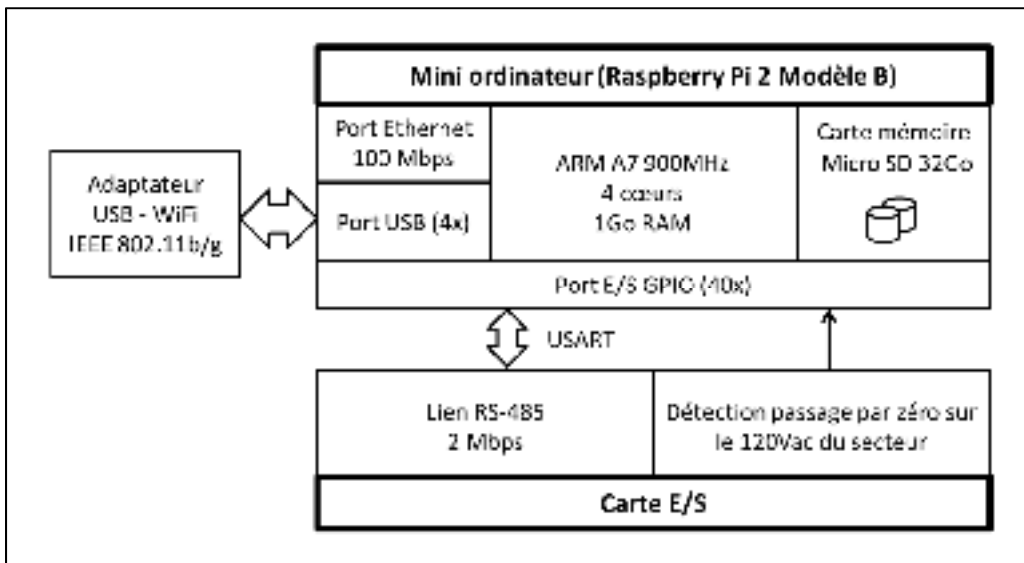 Mini ordinateur (Raspberry Pi 2 Modèle B)
Port Ethernet
100 Mbps
ARM A7 900MHz
4 cœurs
1Go RAM
Carte mémoire
Micro SD 32Go
Adaptateur
USB - WiFi
IEEE 802.11b/g
Port USB (4x)
Port E/S GPIO (40x)
USART
Lien RS-485
2 Mbps
Détection passage par zéro sur
le 120Vac du secteur
Carte E/S